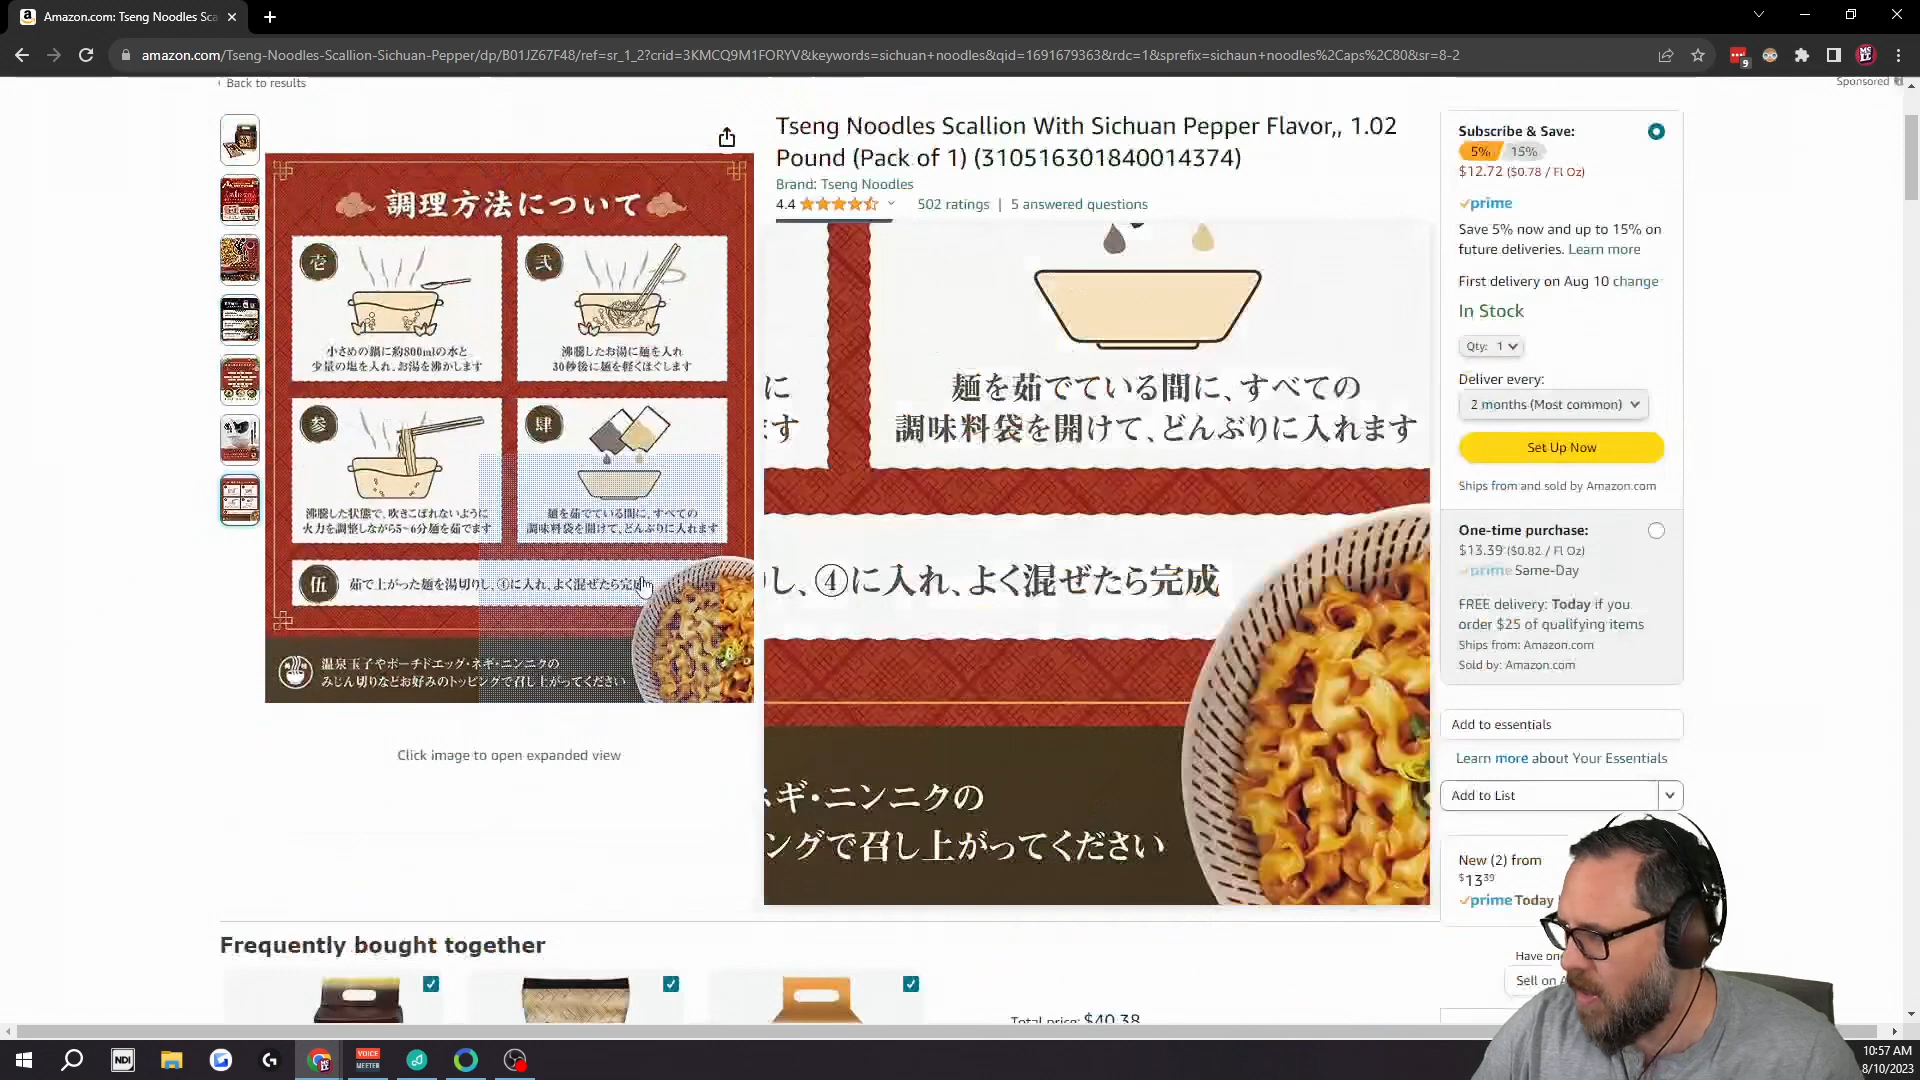 Amazon.com: Tseng Noodles Sca
amazon.com/Tseng-Noodles-Scallion-Sichuan-Pepper/dp/B01JZ67F48/ref=sr_1_2?crid=3KMCQ9M1FORYV&keywords=sichuan+noodles&qid=1691679363&rdc=1&sprefix=sichaun+noodles%2Caps%2C80&sr=8-2
9
‹ Back to results
Sponsored
調理方法について
壱
小さめの鍋に約800mlの水と
少量の塩を入れ、お湯を沸かします
弐
沸騰したお湯に麺を入れ
30秒後に麺を軽くほぐします
参
沸騰した状態で、吹きこぼれないように
火力を調整しながら5~6分麺を茹でます
肆
麺を茹でている間に、すべての
調味料袋を開けて、どんぶりに入れます
伍
茹で上がった麺を湯切りし、④に入れ、よく混ぜたら完成
温泉玉子やポーチドエッグ・ネギ・ニンニクの
みじん切りなどお好みのトッピングで召し上がってください
Click image to open expanded view
Tseng Noodles Scallion With Sichuan Pepper Flavor,, 1.02
Pound (Pack of 1) (310516301840014374)
Brand: Tseng Noodles
4.4
502 ratings | 5 answered questions
に
ます
麺を茹でている間に、すべての
調味料袋を開けて、どんぶりに入れます
し、④に入れ、よく混ぜたら完成
ネギ・ニンニクの
ングで召し上がってください
Subscribe & Save:
5% 15%
$12.72 ($0.78 / Fl Oz)
prime
Save 5% now and up to 15% on
future deliveries. Learn more
First delivery on Aug 10 change
In Stock
Qty: 1
Deliver every:
2 months (Most common)
Set Up Now
Ships from and sold by Amazon.com
One-time purchase:
$13.39 ($0.82 / Fl Oz)
prime Same-Day
FREE delivery: Today if you
order $25 of qualifying items
Ships from: Amazon.com
Sold by: Amazon.com
Add to essentials
Learn more about Your Essentials
Add to List
New (2) from
$13 39
prime Today
Have one
Sell on A
Frequently bought together
Total price: $40.38
NDI
VOICE
MEETER
10:57 AM
8/10/2023